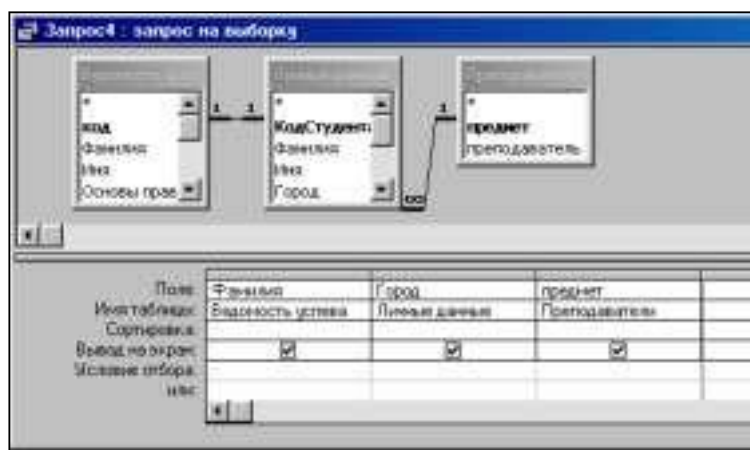 Запрос4 : запрос на выборку
*
код
Фамилия
Имя
Основы прав
1 1
*
КодСтудент
Фамилия
Имя
Город
∞
1
*
предмет
преподаватель
Поле: Фамилия Город предмет
Имя таблицы: Ведомость успева Личные данные Преподаватели
Сортировка:
Вывод на экран:
Условие отбора:
или: